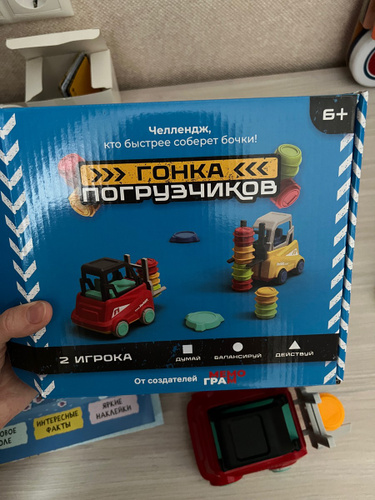 6+
Челлендж,
кто быстрее соберет бочки!
ГОНКА
ПОГРУЗЧИКОВ
2 ИГРОКА
ДУМАЙ
БАЛАНСИРУЙ
ДЕЙСТВУЙ
От создателей
ИНТЕРЕСНЫЕ
ФАКТЫ
ЯРКИЕ
НАКЛЕЙКИ